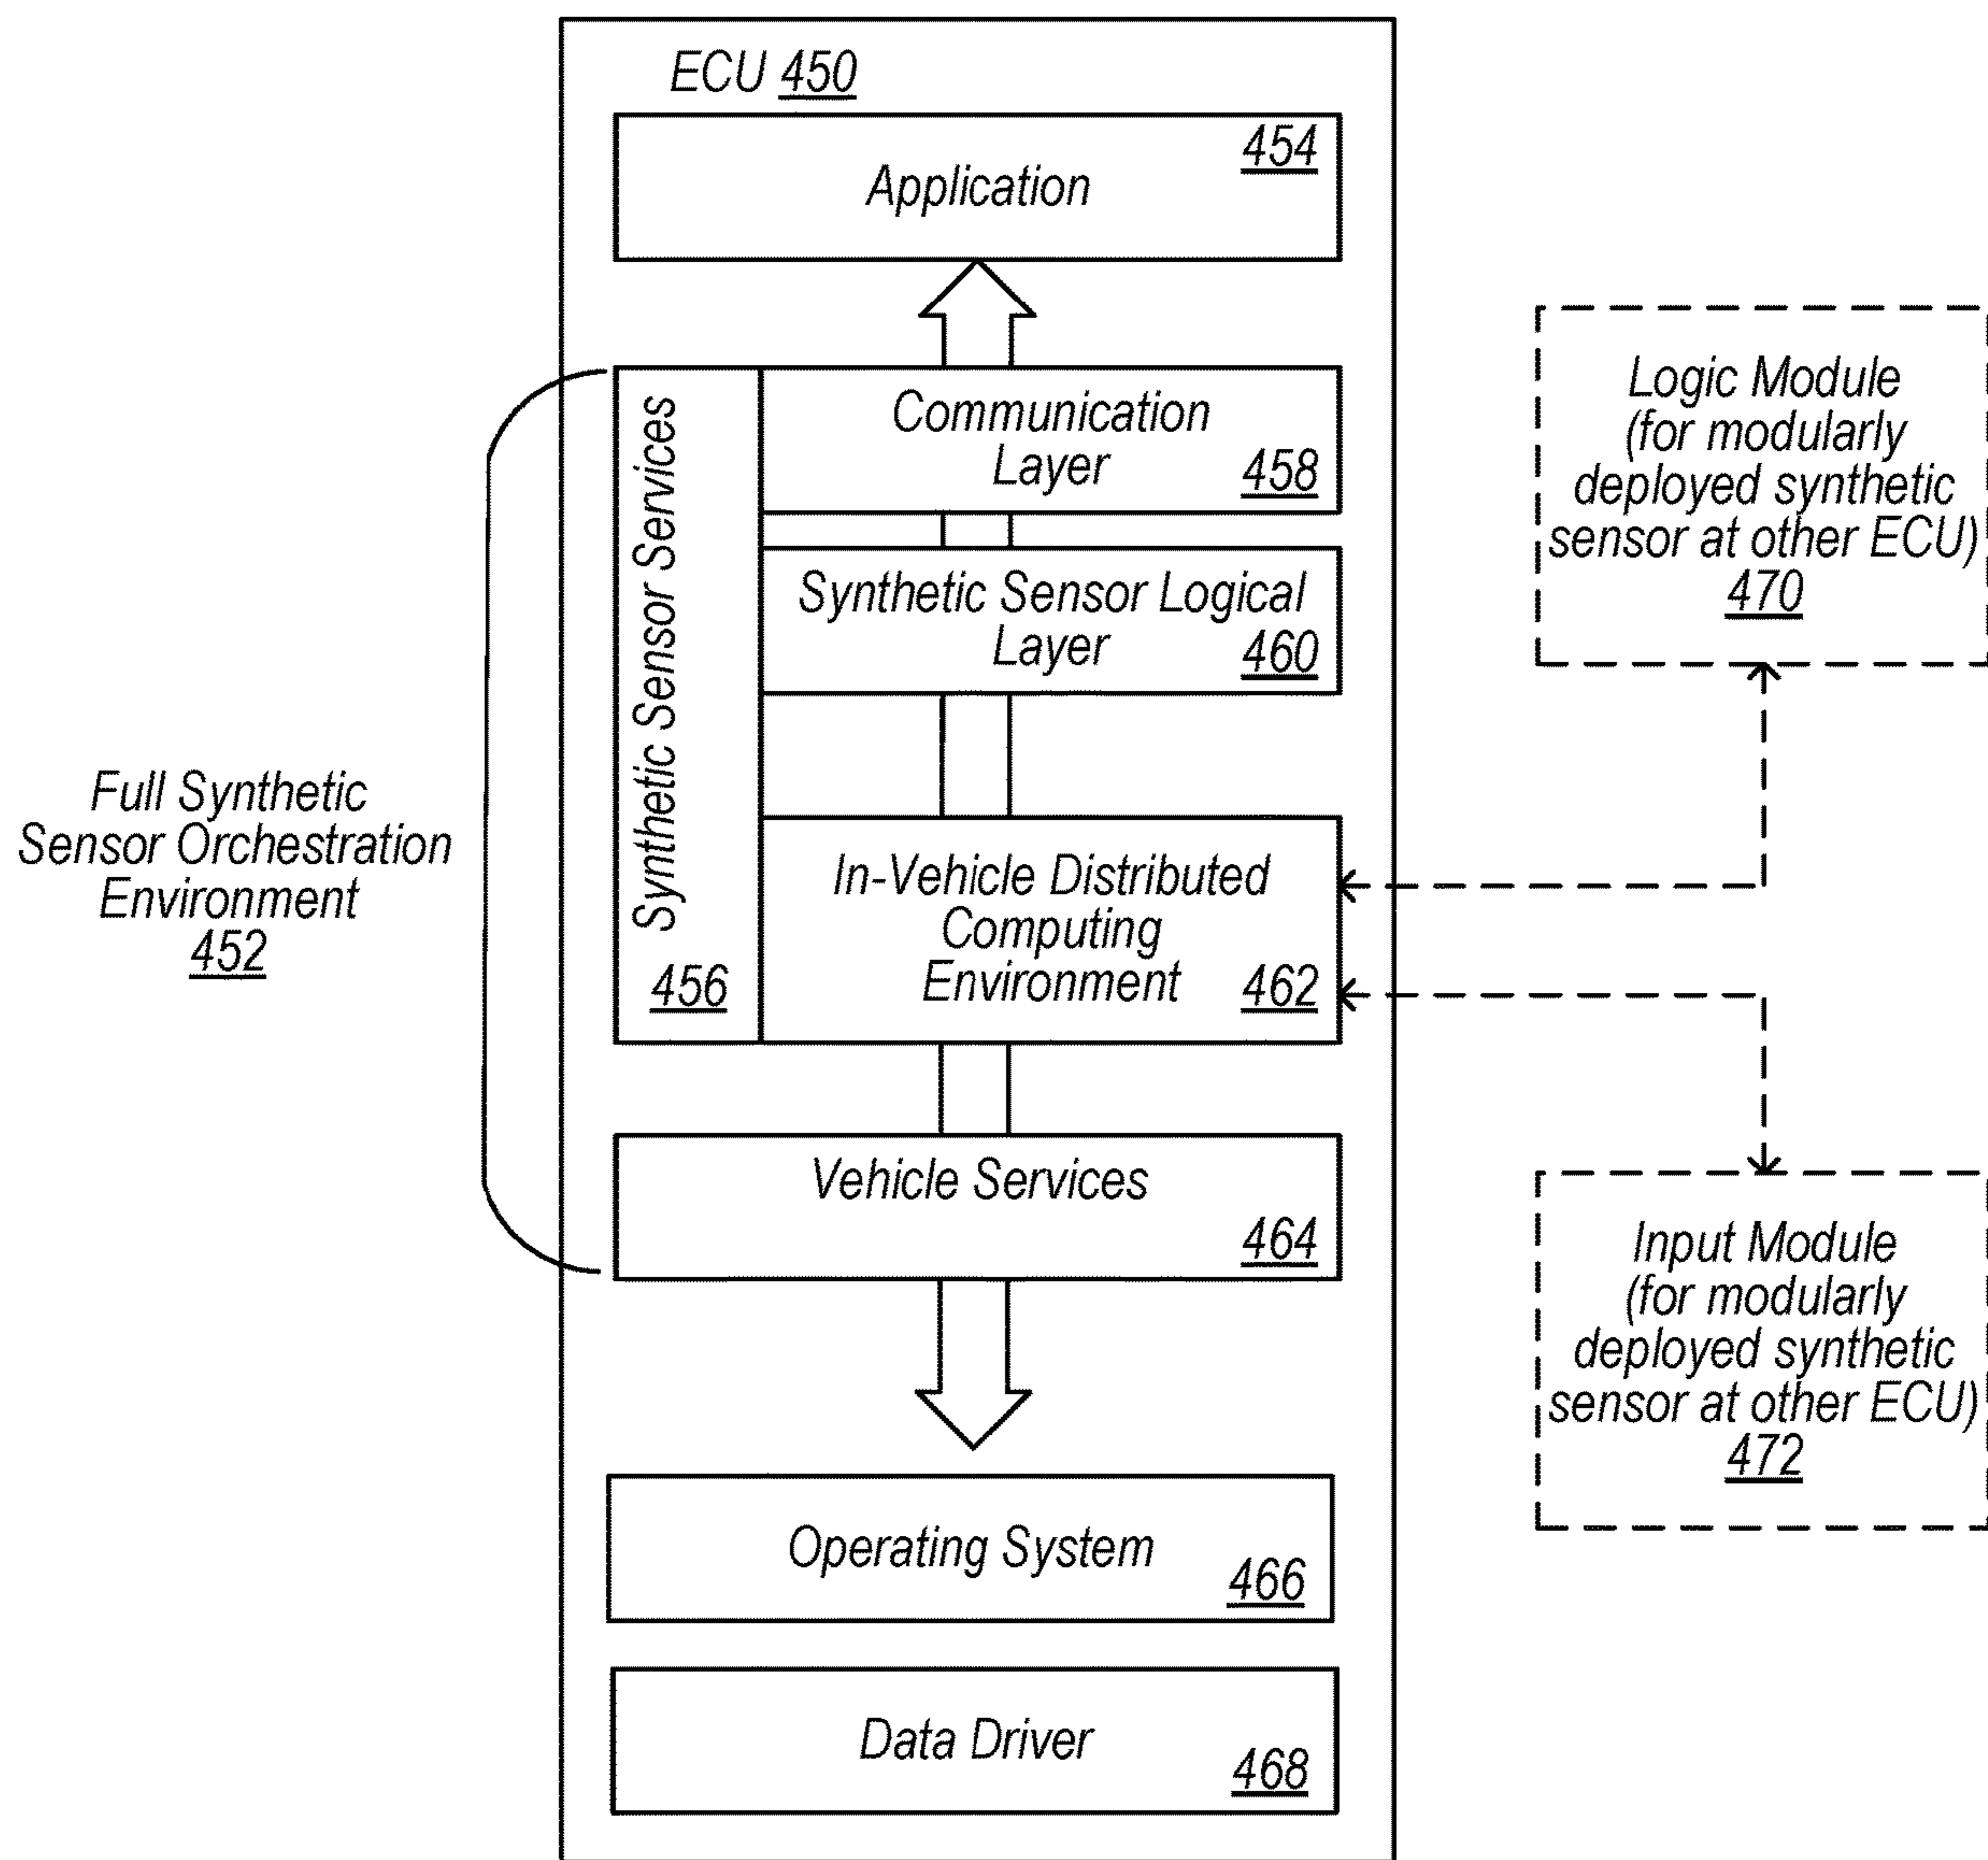 ECU 450
454
Application
Synthetic Sensor Services
456
Communication
Layer 458
Synthetic Sensor Logical
Layer 460
In-Vehicle Distributed
Computing
Environment 462
Vehicle Services
464
Operating System
466
Data Driver
468
Full Synthetic
Sensor Orchestration
Environment
452
Logic Module
(for modularly
deployed synthetic
sensor at other ECU)
470
Input Module
(for modularly
deployed synthetic
sensor at other ECU)
472